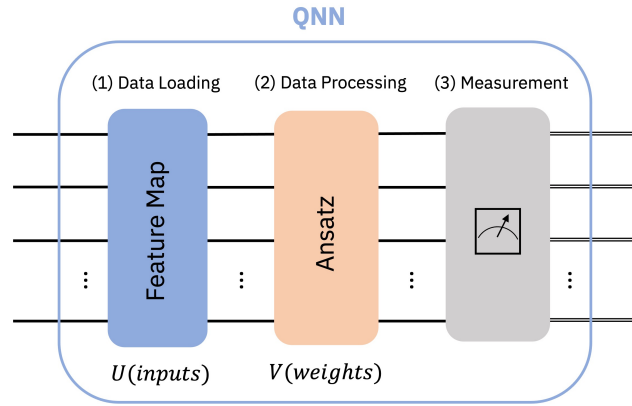 QNN
(1) Data Loading
(2) Data Processing
(3) Measurement
Feature Map
Ansatz
U(inputs)
V(weights)